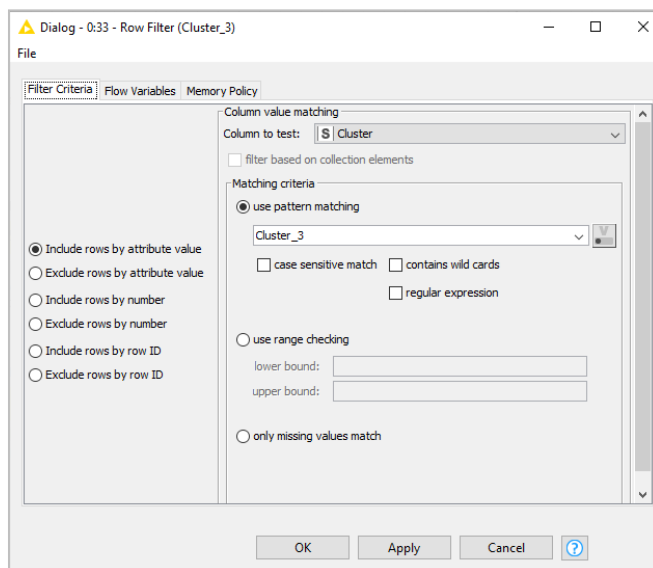 Dialog - 0:33 - Row Filter (Cluster_3)
File
Filter Criteria Flow Variables Memory Policy
Include rows by attribute value
Exclude rows by attribute value
Include rows by number
Exclude rows by number
Include rows by row ID
Exclude rows by row ID
Column value matching
Column to test: S Cluster
filter based on collection elements
Matching criteria
use pattern matching
Cluster_3
V
case sensitive match contains wild cards
regular expression
use range checking
lower bound:
upper bound:
only missing values match
OK Apply Cancel ?